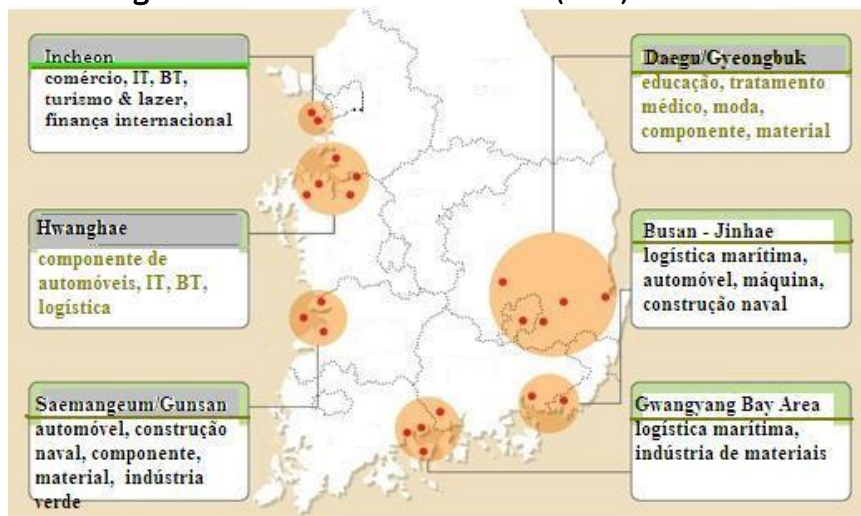 Incheon
comércio, IT, BT,
turismo & lazer,
finança internacional
Hwanghae
componente de
automóveis, IT, BT,
logística
Saemangeum/Gunsan
automóvel, construção
naval, componente,
material, indústria
verde
Daegu/Gyeongbuk
educação, tratamento
médico, moda,
componente, material
Busan - Jinhae
logística marítima,
automóvel, máquina,
construção naval
Gwangyang Bay Area
logística marítima,
indústria de materiais